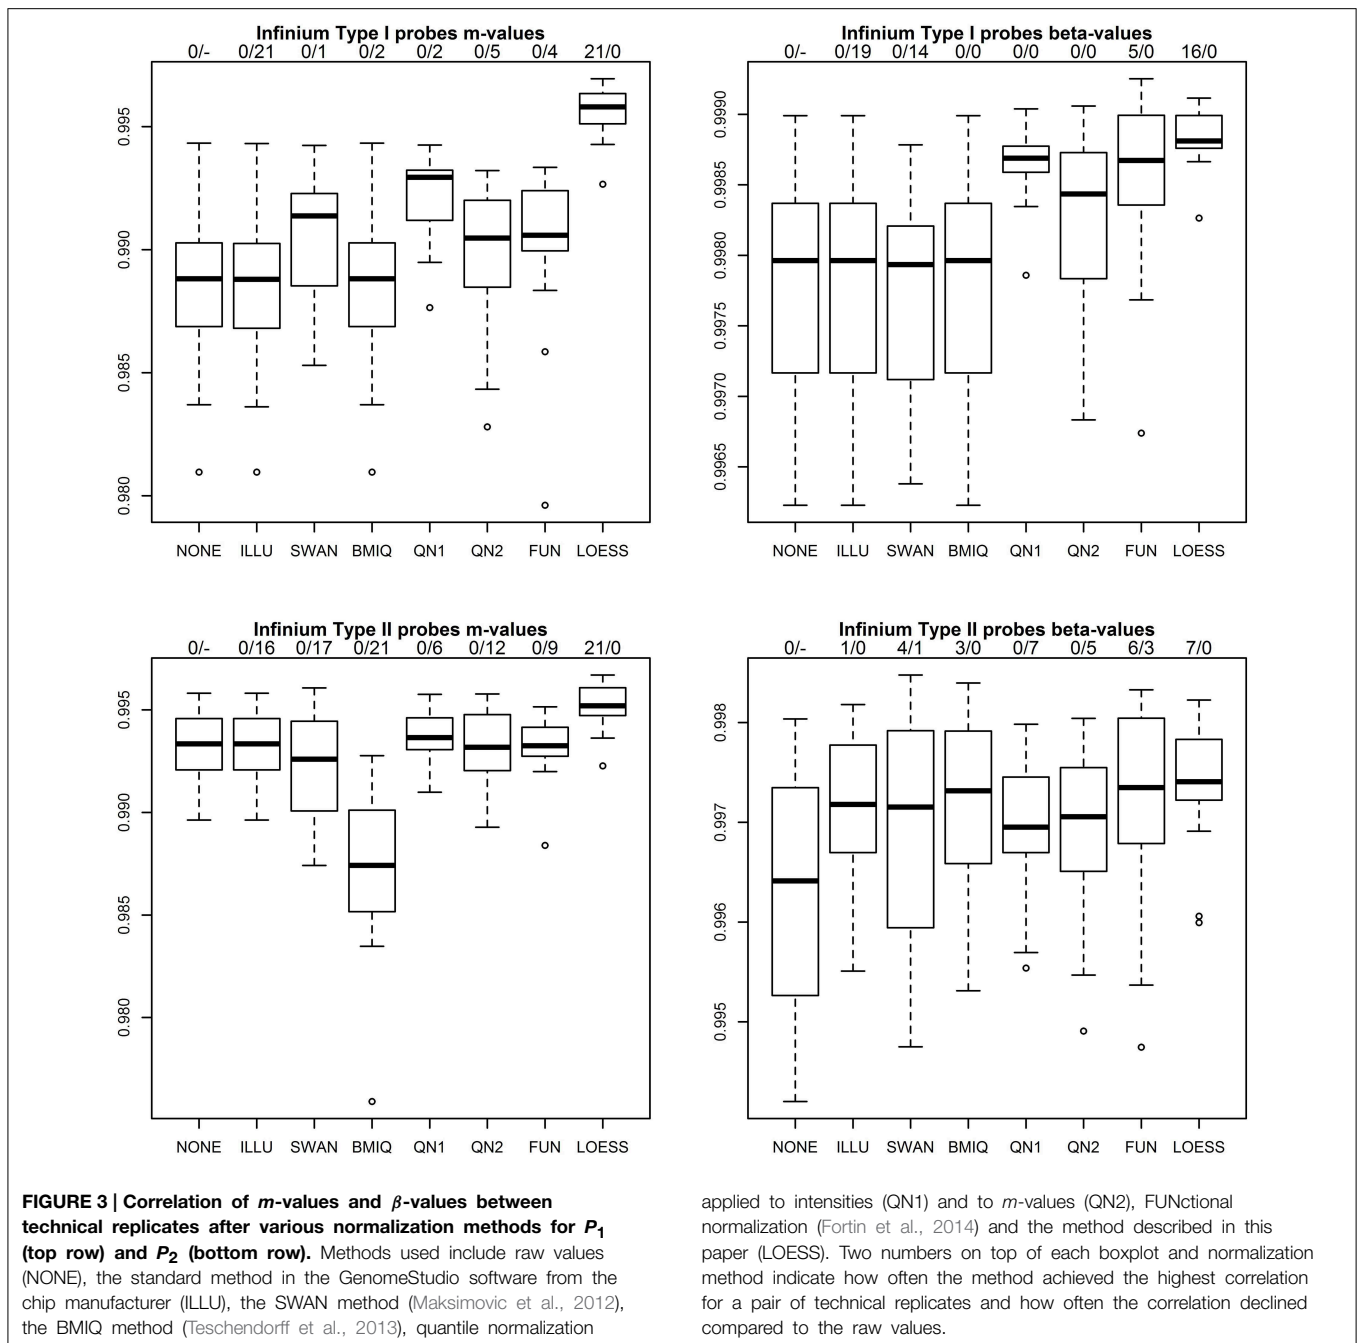 Infinium Type I probes m-values
0/- 0/21 0/1 0/2 0/2 0/5 0/4 21/0
0.995
0.990
0.985
0.980
NONE ILLU SWAN BMIQ QN1 QN2 FUN LOESS
Infinium Type I probes beta-values
0/- 0/19 0/14 0/0 0/0 0/0 5/0 16/0
0.9990
0.9985
0.9980
0.9975
0.9970
0.9965
NONE ILLU SWAN BMIQ QN1 QN2 FUN LOESS
Infinium Type II probes m-values
0/- 0/16 0/17 0/21 0/6 0/12 0/9 21/0
0.995
0.990
0.985
0.980
NONE ILLU SWAN BMIQ QN1 QN2 FUN LOESS
Infinium Type II probes beta-values
0/- 1/0 4/1 3/0 0/7 0/5 6/3 7/0
0.998
0.997
0.996
0.995
NONE ILLU SWAN BMIQ QN1 QN2 FUN LOESS
FIGURE 3 | Correlation of m-values and β-values between
technical replicates after various normalization methods for P1
(top row) and P2 (bottom row). Methods used include raw values
(NONE), the standard method in the GenomeStudio software from the
chip manufacturer (ILLU), the SWAN method (Maksimovic et al., 2012),
the BMIQ method (Teschendorff et al., 2013), quantile normalization
applied to intensities (QN1) and to m-values (QN2), FUNctional
normalization (Fortin et al., 2014) and the method described in this
paper (LOESS). Two numbers on top of each boxplot and normalization
method indicate how often the method achieved the highest correlation
for a pair of technical replicates and how often the correlation declined
compared to the raw values.